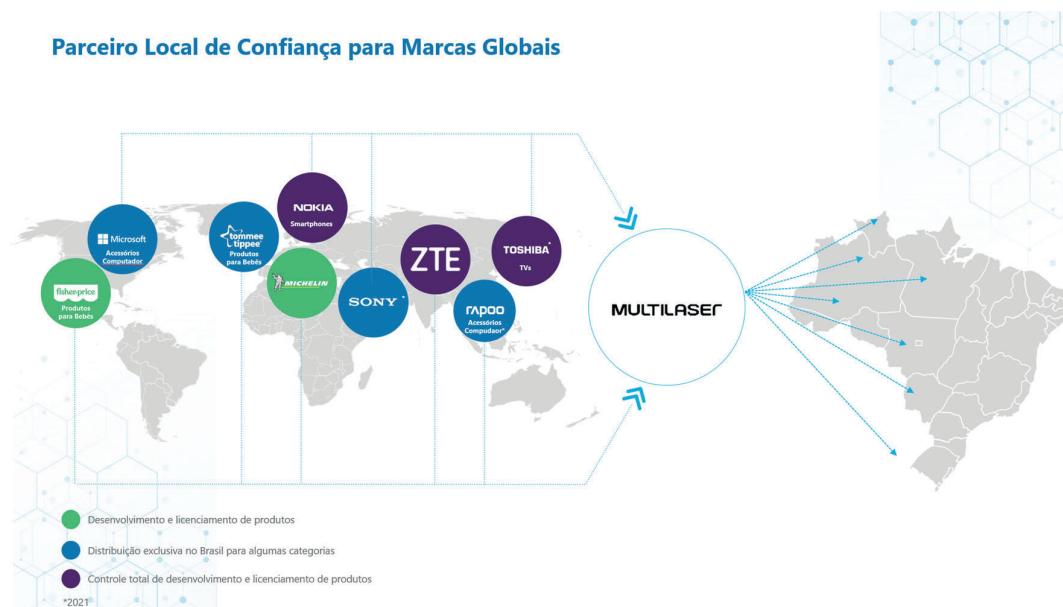 Parceiro Local de Confiança para Marcas Globais
NOKIA
Smartphones
Microsoft
Acessórios
Computador
tommee
tippee
Produtos
para Bebês
ZTE
TOSHIBA*
TVs
fisher-price
Produtos
para Bebês
MICHELIN
SONY*
rapoo
Acessórios
Compudaor*
MULTILASER
Desenvolvimento e licenciamento de produtos
Distribuição exclusiva no Brasil para algumas categorias
Controle total de desenvolvimento e licenciamento de produtos
*2021